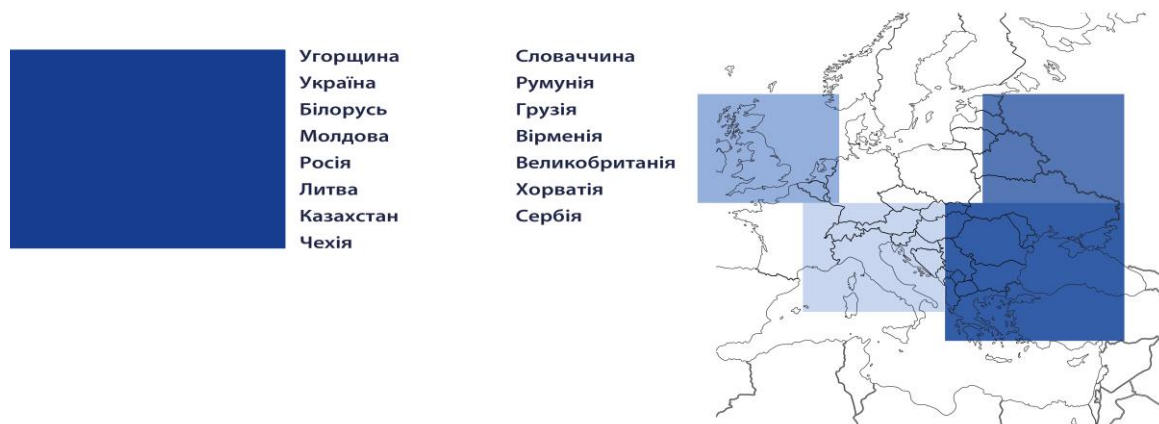 Угорщина
Україна
Білорусь
Молдова
Росія
Литва
Казахстан
Чехія
Словаччина
Румунія
Грузія
Вірменія
Великобританія
Хорватія
Сербія